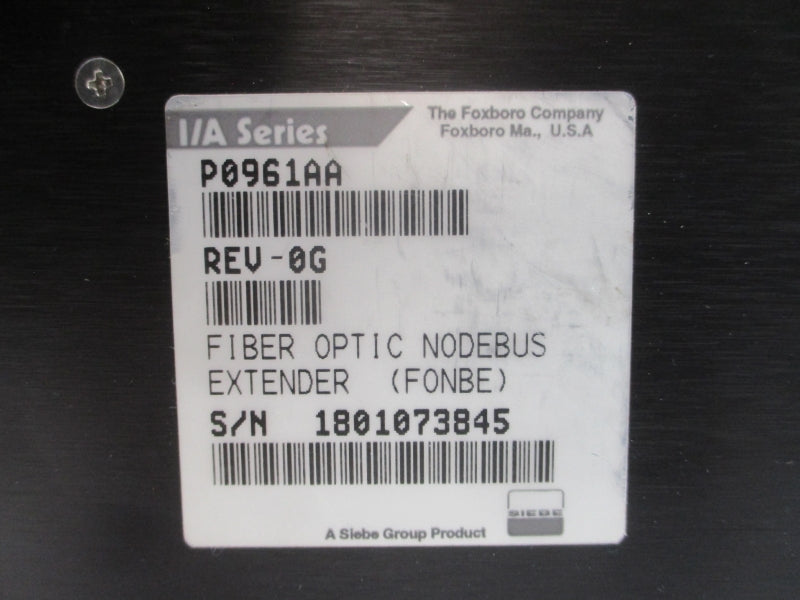 I/A Series
The Foxboro Company
Foxboro Ma., U.S.A
P0961AA
REV-0G
FIBER OPTIC NODEBUS
EXTENDER (FONBE)
S/N 1801073845
SIEBE
A Siebe Group Product